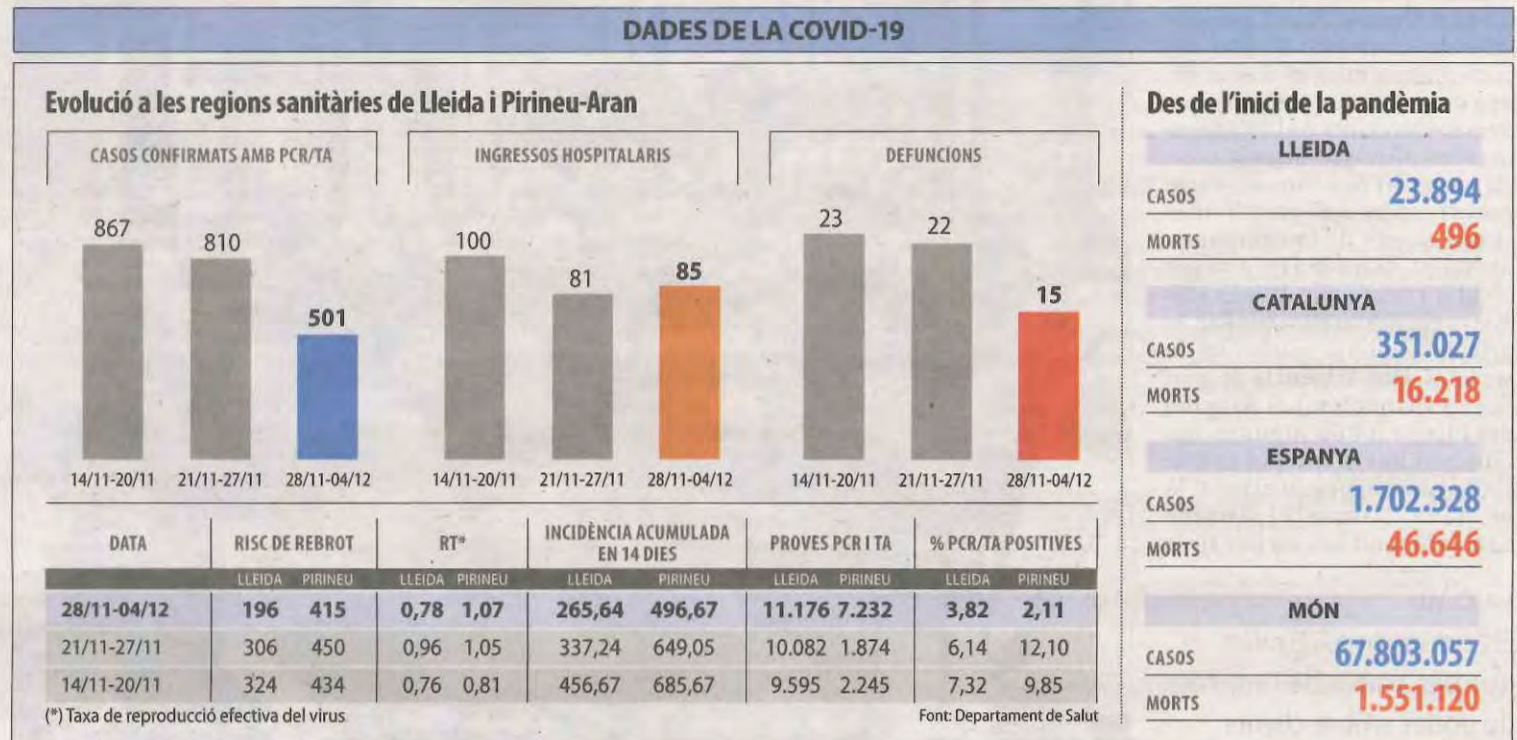 DADES DE LA COVID-19
Evolució a les regions sanitàries de Lleida i Pirineu-Aran
CASOS CONFIRMATS AMB PCR/TA
867
810
501
14/11-20/11 21/11-27/11 28/11-04/12
INGRESSOS HOSPITALARIS
100
81
85
14/11-20/11 21/11-27/11 28/11-04/12
DEFUNCIONS
23
22
15
14/11-20/11 21/11-27/11 28/11-04/12
DATA RISC DE REBROT RT* INCIDÈNCIA ACUMULADA EN 14 DIES PROVES PCR I TA % PCR/TA POSITIVES
LLEIDA PIRINEU LLEIDA PIRINEU LLEIDA PIRINEU LLEIDA PIRINEU LLEIDA PIRINEU
28/11-04/12 196 415 0,78 1,07 265,64 496,67 11.176 7.232 3,82 2,11
21/11-27/11 306 450 0,96 1,05 337,24 649,05 10.082 1.874 6,14 12,10
14/11-20/11 324 434 0,76 0,81 456,67 685,67 9.595 2.245 7,32 9,85
(*) Taxa de reproducció efectiva del virus Font: Departament de Salut
Des de l'inici de la pandèmia
LLEIDA
CASOS 23.894
MORTS 496
CATALUNYA
CASOS 351.027
MORTS 16.218
ESPANYA
CASOS 1.702.328
MORTS 46.646
MÓN
CASOS 67.803.057
MORTS 1.551.120